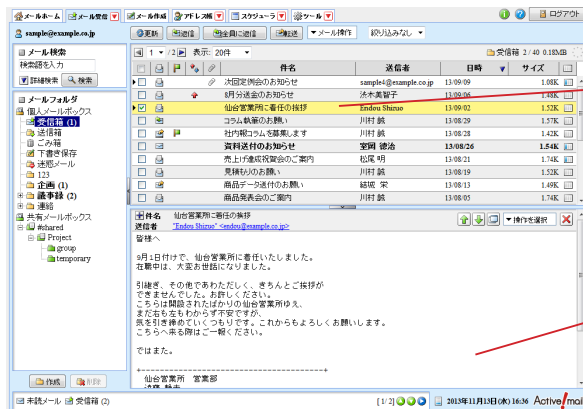 メールホーム メール受信 メール作成 アドレス帳 スケジューラ ツール ログアウト
sample@example.co.jp 更新 返信 全員に返信 転送 ▼メール操作 絞り込みなし
メール検索
検索語を入力
▼詳細検索 検索
メールフォルダ
個人メールボックス
受信箱 (1)
送信箱
ごみ箱
下書き保存
迷惑メール
123
企画 (1)
議事録 (2)
連絡
共有メールボックス
#shared
Project
group
temporary
作成 削除
1 / 2 表示: 20件 受信箱 2/40 0.18MB
件名 送信者 日時 ▼ サイズ
次回定例会のお知らせ sample4@example.co.jp 13/09/09 1.08K
8月分送金のお知らせ 渋木美智子 13/09/06 1.48K
仙台営業所に着任の挨拶 Endou Shizuo 13/09/02 1.52K
コラム執筆のお願い 川村 誠 13/08/29 1.57K
社内報コラムを募集します 川村 誠 13/08/28 1.42K
資料送付のお知らせ 室岡 徳治 13/08/26 1.54K
売上げ達成祝賀会のご案内 松尾 明 13/08/21 1.74K
見積もりのお願い 川村 誠 13/08/19 1.52K
商品データ送付のお願い 結城 栄 13/08/13 1.49K
商品発表会のご案内 川村 誠 13/08/05 1.74K
件名 仙台営業所に着任の挨拶
送信者 "Endou Shizuo" <endou@example.co.jp>
▼操作を選択
皆様へ
9月1日付けで、仙台営業所に着任いたしました。
在職中は、大変お世話になりました。
引継ぎ、その他であわただしく、きちんとご挨拶が
できませんでした。お許しください。
こちらは開設されたばかりの仙台営業所ゆえ、
まだ右も左もわからず不安ですが、
気を引き締めていくつもりです。これからもよろしくお願いします。
こちらへ来る際はご一報ください。
ではまた。
+----------------------------------------+
仙台営業所 営業部
未読メール 受信箱 (2) [1/2] 2013年11月13日(水) 16:36 Active!mail